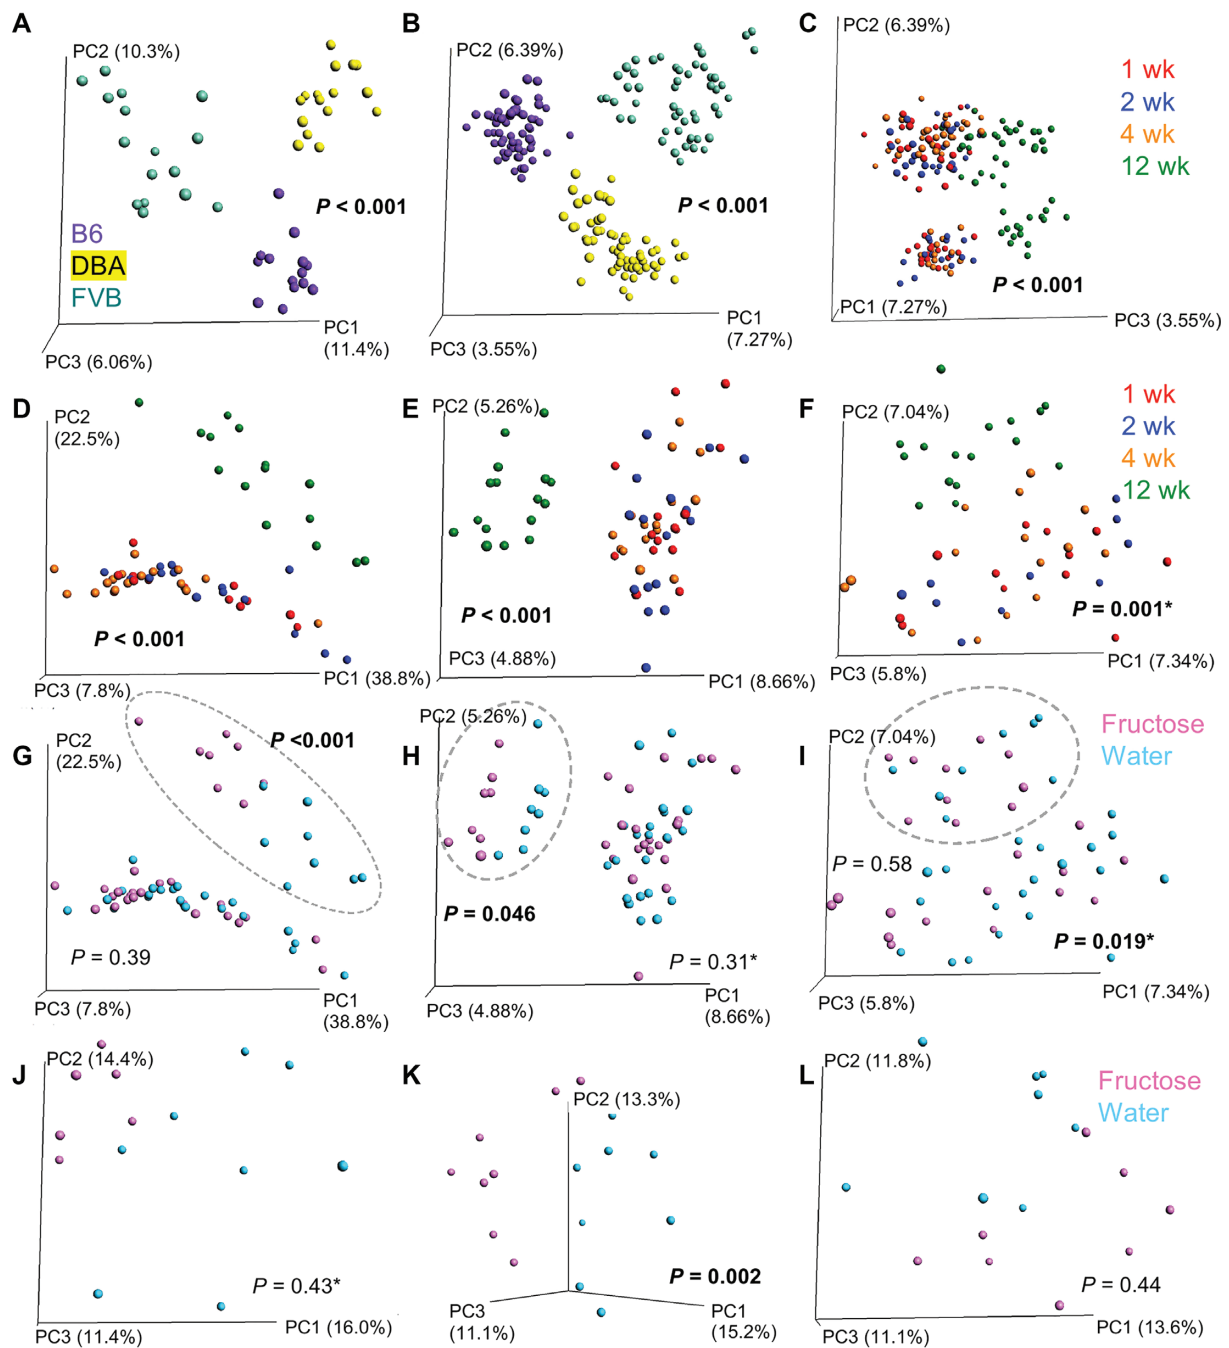 A
PC2 (10.3%)
P < 0.001
B6
DBA
FVB
PC1
(11.4%)
PC3 (6.06%)
B
PC2 (6.39%)
P < 0.001
PC1
(7.27%)
PC3 (3.55%)
C
PC2 (6.39%)
1 wk
2 wk
4 wk
12 wk
P < 0.001
PC1 (7.27%)
PC3 (3.55%)
D
PC2
(22.5%)
P < 0.001
PC1 (38.8%)
PC3 (7.8%)
E
PC2 (5.26%)
P < 0.001
PC3 (4.88%)
PC1 (8.66%)
F
PC2 (7.04%)
1 wk
2 wk
4 wk
12 wk
P = 0.001*
PC1 (7.34%)
PC3 (5.8%)
G
PC2
(22.5%)
P <0.001
P = 0.39
PC3 (7.8%)
PC1
(38.8%)
H
PC2 (5.26%)
P = 0.046
P = 0.31*
PC3 (4.88%)
PC1
(8.66%)
I
PC2 (7.04%)
Fructose
Water
P = 0.58
P = 0.019*
PC3 (5.8%)
PC1 (7.34%)
J
PC2 (14.4%)
P = 0.43*
PC3 (11.4%)
PC1 (16.0%)
K
PC2 (13.3%)
P = 0.002
PC3
(11.1%)
PC1
(15.2%)
L
PC2 (11.8%)
Fructose
Water
P = 0.44
PC3 (11.1%)
PC1 (13.6%)